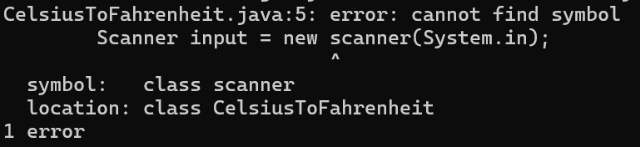 CelsiusToFahrenheit.java:5: error: cannot find symbol
        Scanner input = new scanner(System.in);
                            ^
  symbol:   class scanner
  location: class CelsiusToFahrenheit
1 error